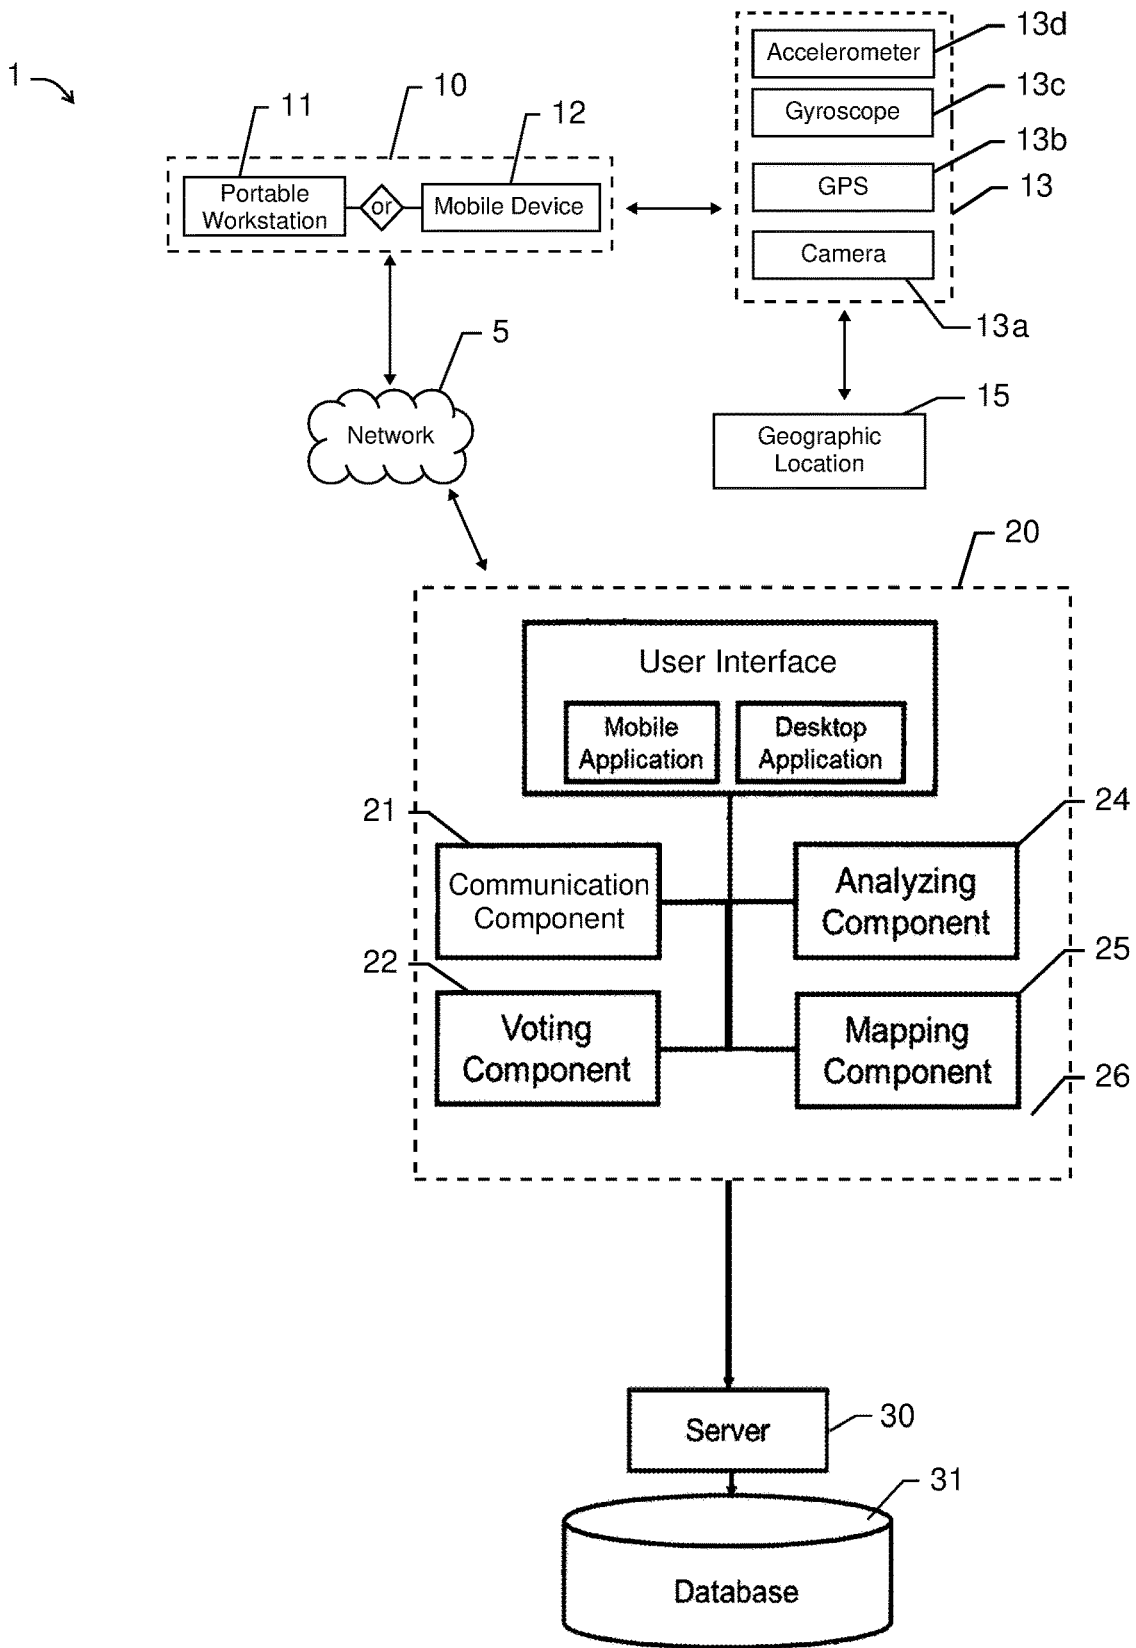 1
10
11
12
Portable
Workstation
or
Mobile Device
13d
Accelerometer
13c
Gyroscope
13b
GPS
13
Camera
13a
5
Network
15
Geographic
Location
20
User Interface
Mobile
Application
Desktop
Application
21
Communication
Component
24
Analyzing
Component
22
Voting
Component
25
Mapping
Component
26
Server
30
31
Database